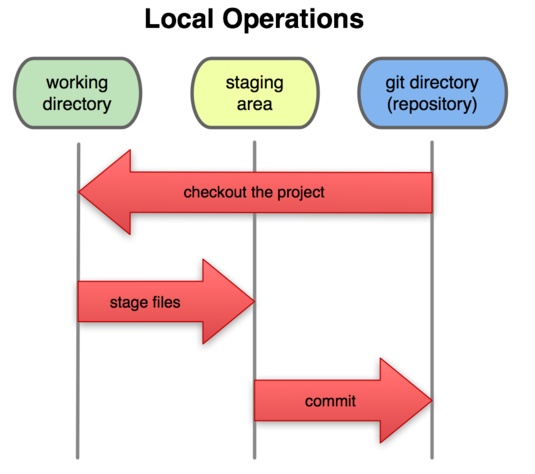 Local Operations
working
directory
staging
area
git directory
(repository)
checkout the project
stage files
commit